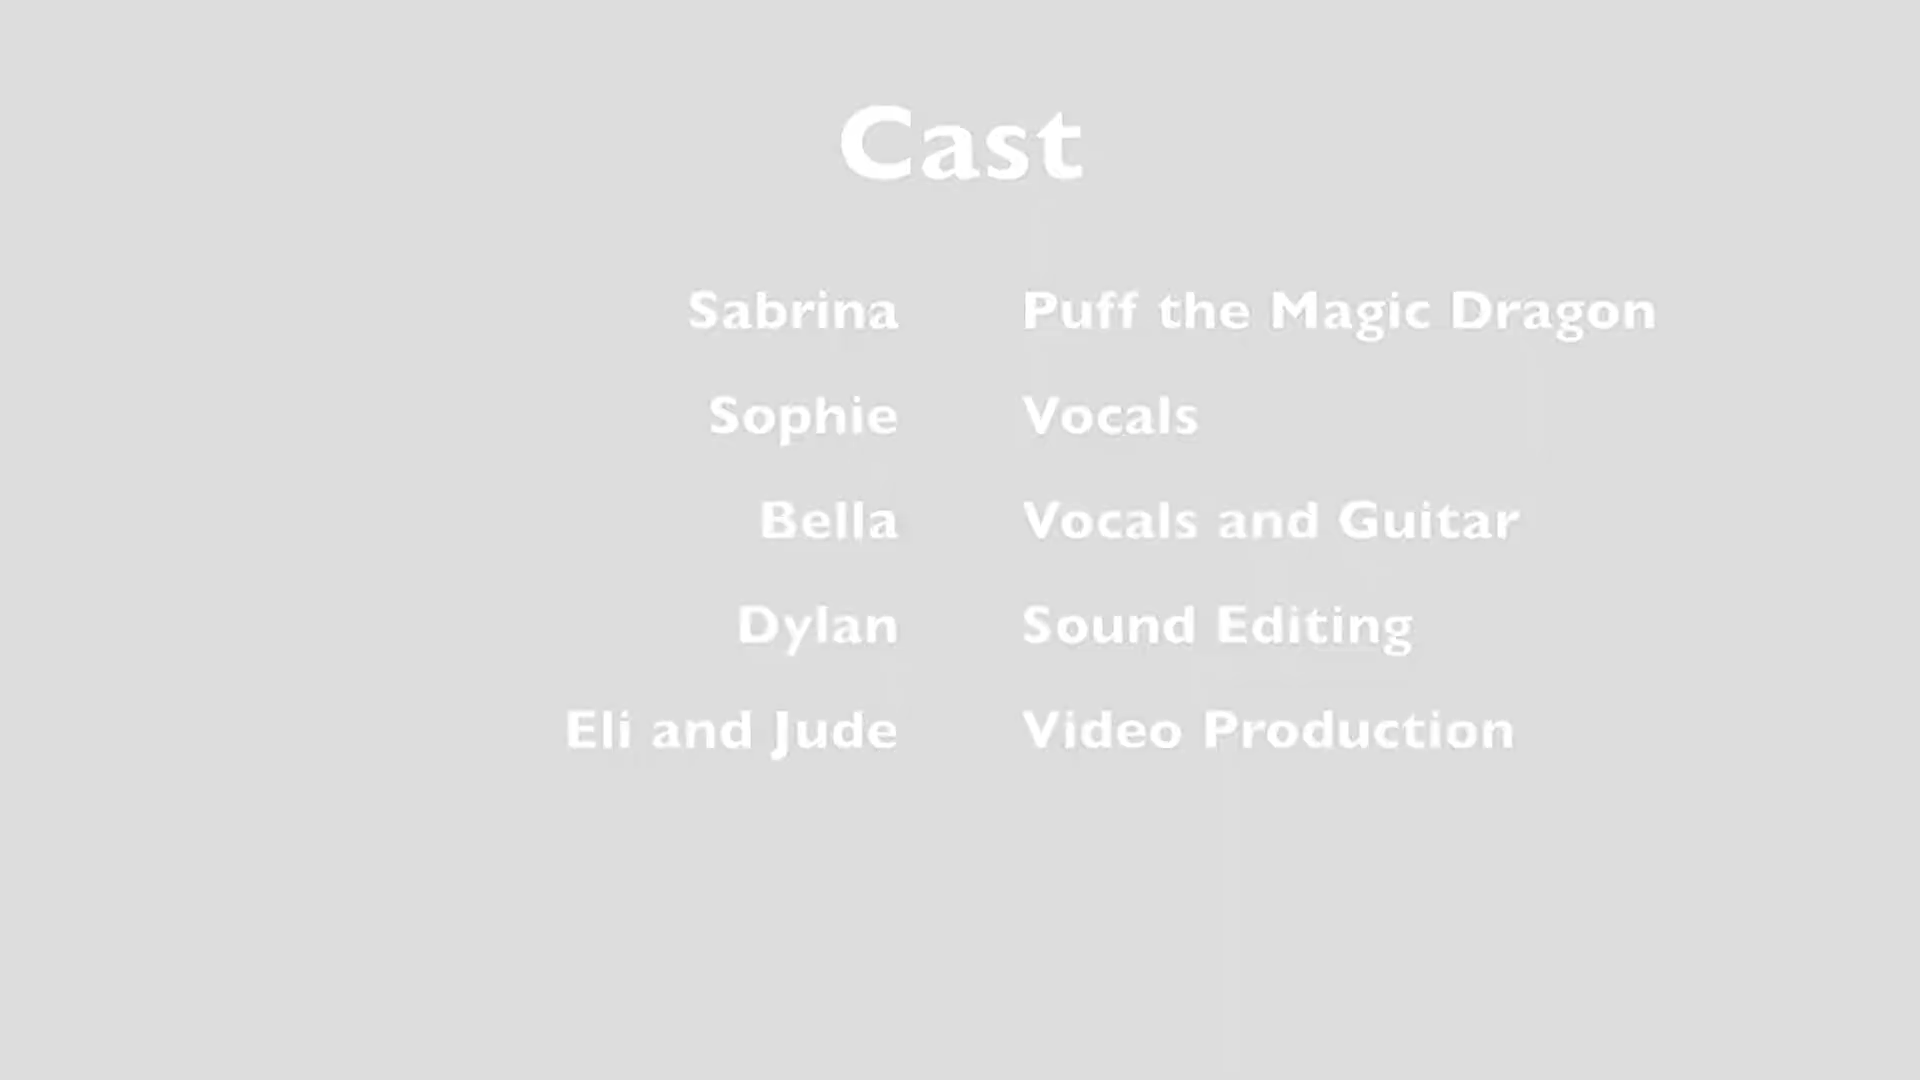 Cast
Sabrina Puff the Magic Dragon
Sophie Vocals
Bella Vocals and Guitar
Dylan Sound Editing
Eli and Jude Video Production